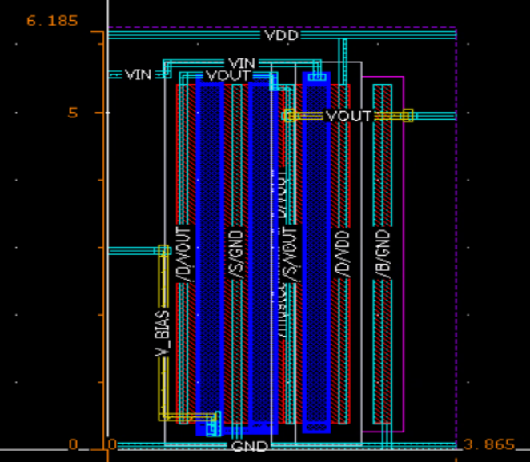 6.185
VDD
VIN
VIN
VOUT
5
VOUT
/D/VOUT
/S/GND
/S/VOUT
/D/VDD
/B/GND
V_BIAS
0
0
GND
3.865